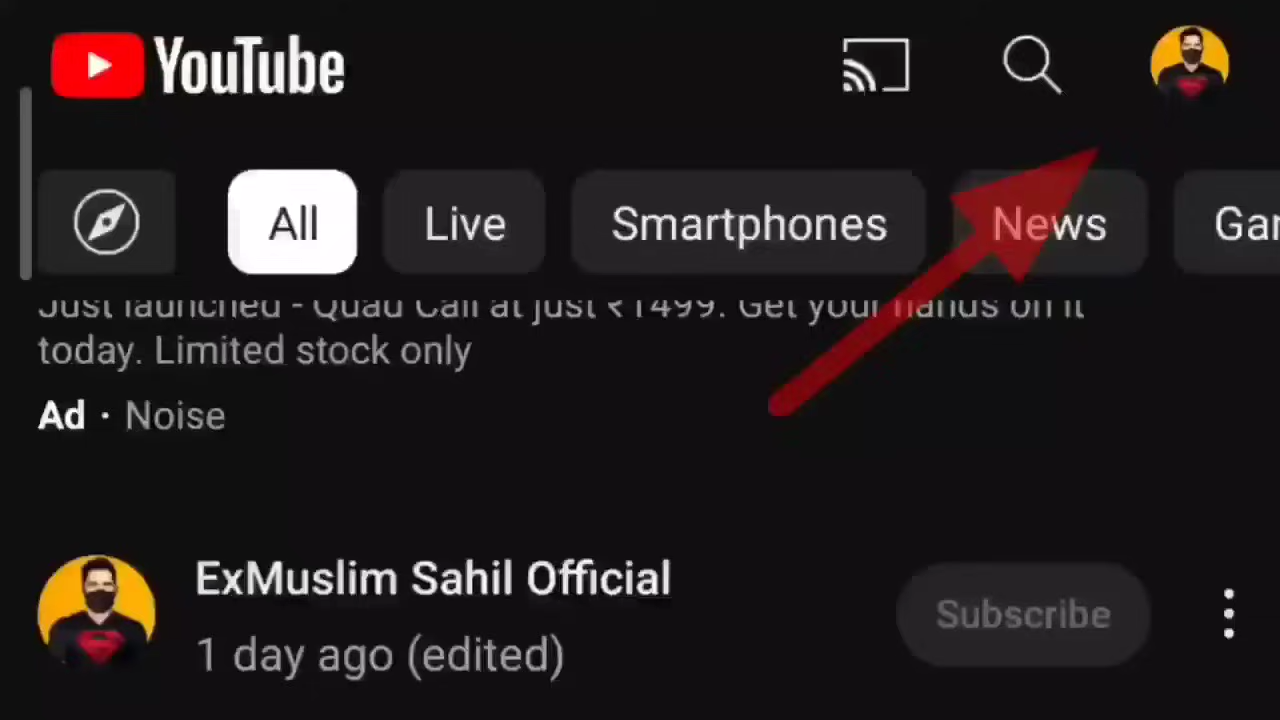 YouTube
All Live Smartphones News Gar
Just launched - Quad Call at just ₹1499. Get your hands on it
today. Limited stock only
Ad · Noise
ExMuslim Sahil Official
Subscribe
1 day ago (edited)